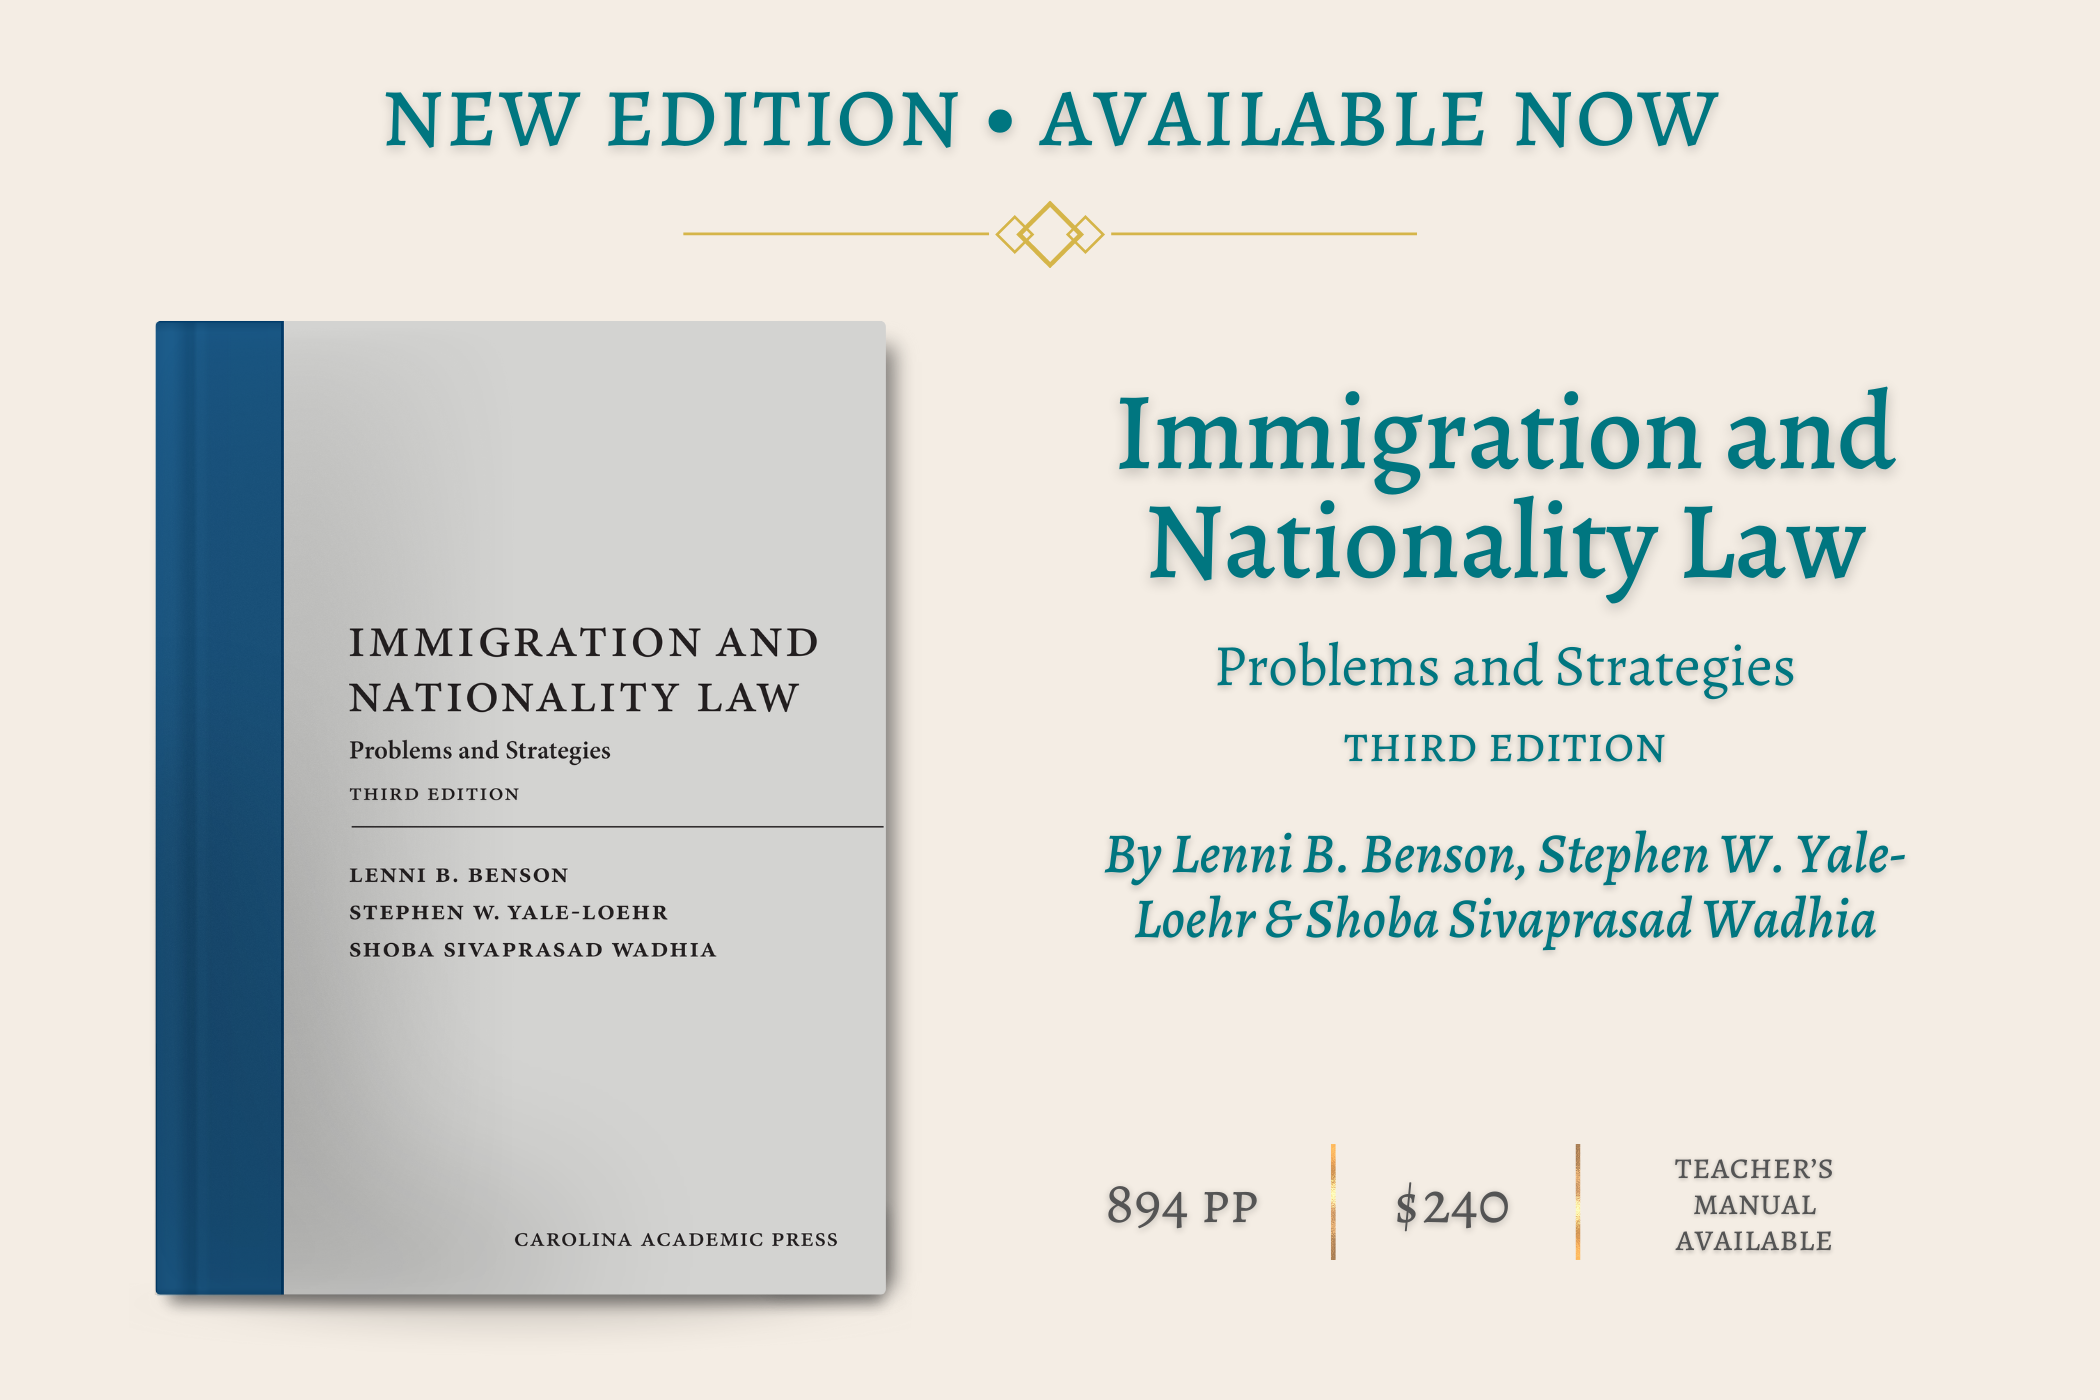 NEW EDITION • AVAILABLE NOW
IMMIGRATION AND
NATIONALITY LAW
Problems and Strategies
THIRD EDITION
LENNI B. BENSON
STEPHEN W. YALE-LOEHR
SHOBA SIVAPRASAD WADHIA
CAROLINA ACADEMIC PRESS
Immigration and
Nationality Law
Problems and Strategies
THIRD EDITION
By Lenni B. Benson, Stephen W. Yale-
Loehr & Shoba Sivaprasad Wadhia
894 PP
$240
TEACHER'S
MANUAL
AVAILABLE